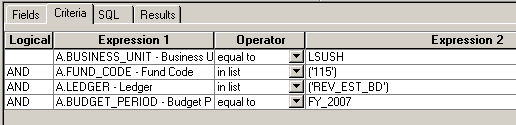 Fields Criteria SQL Results
Logical Expression 1 Operator Expression 2
A.BUSINESS_UNIT - Business U equal to LSUSH
AND A.FUND_CODE - Fund Code in list ('115')
AND A.LEDGER - Ledger in list ('REV_EST_BD')
AND A.BUDGET_PERIOD - Budget P equal to FY_2007